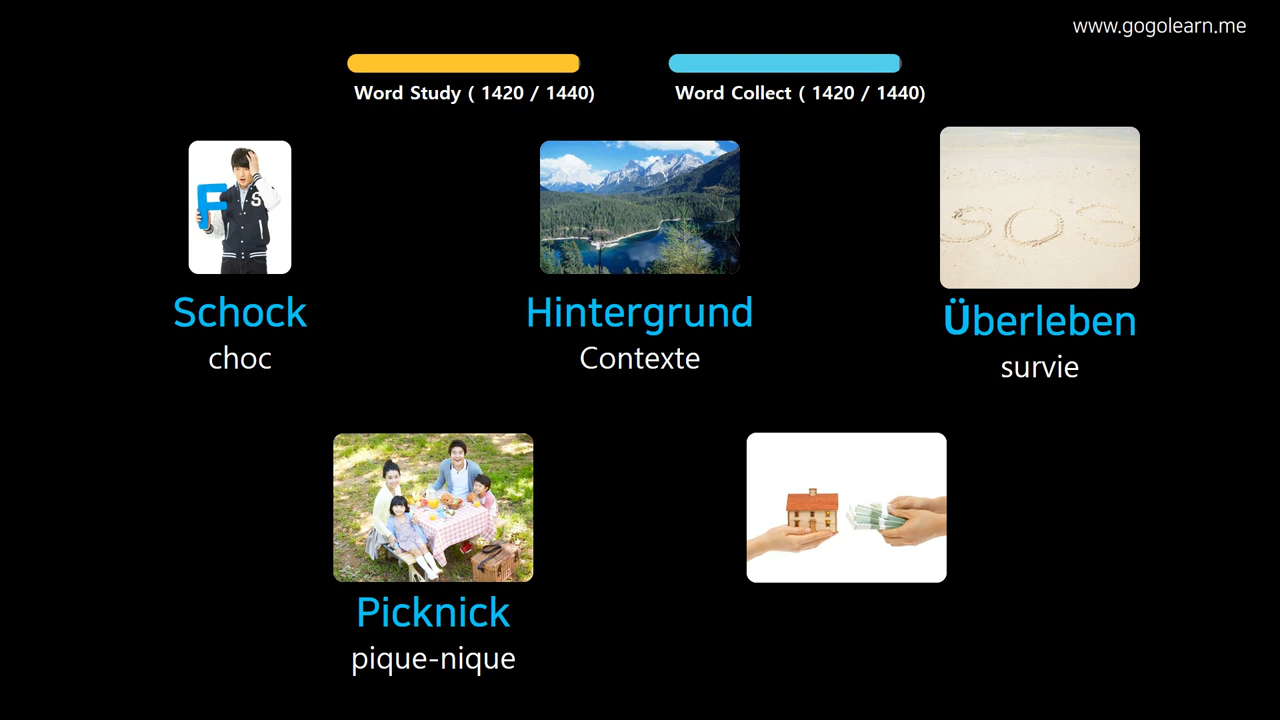 www.gogolearn.me
Word Study ( 1420 / 1440)
Word Collect ( 1420 / 1440)
F
S
SOS
Schock
choc
Hintergrund
Contexte
Überleben
survie
Picknick
pique-nique